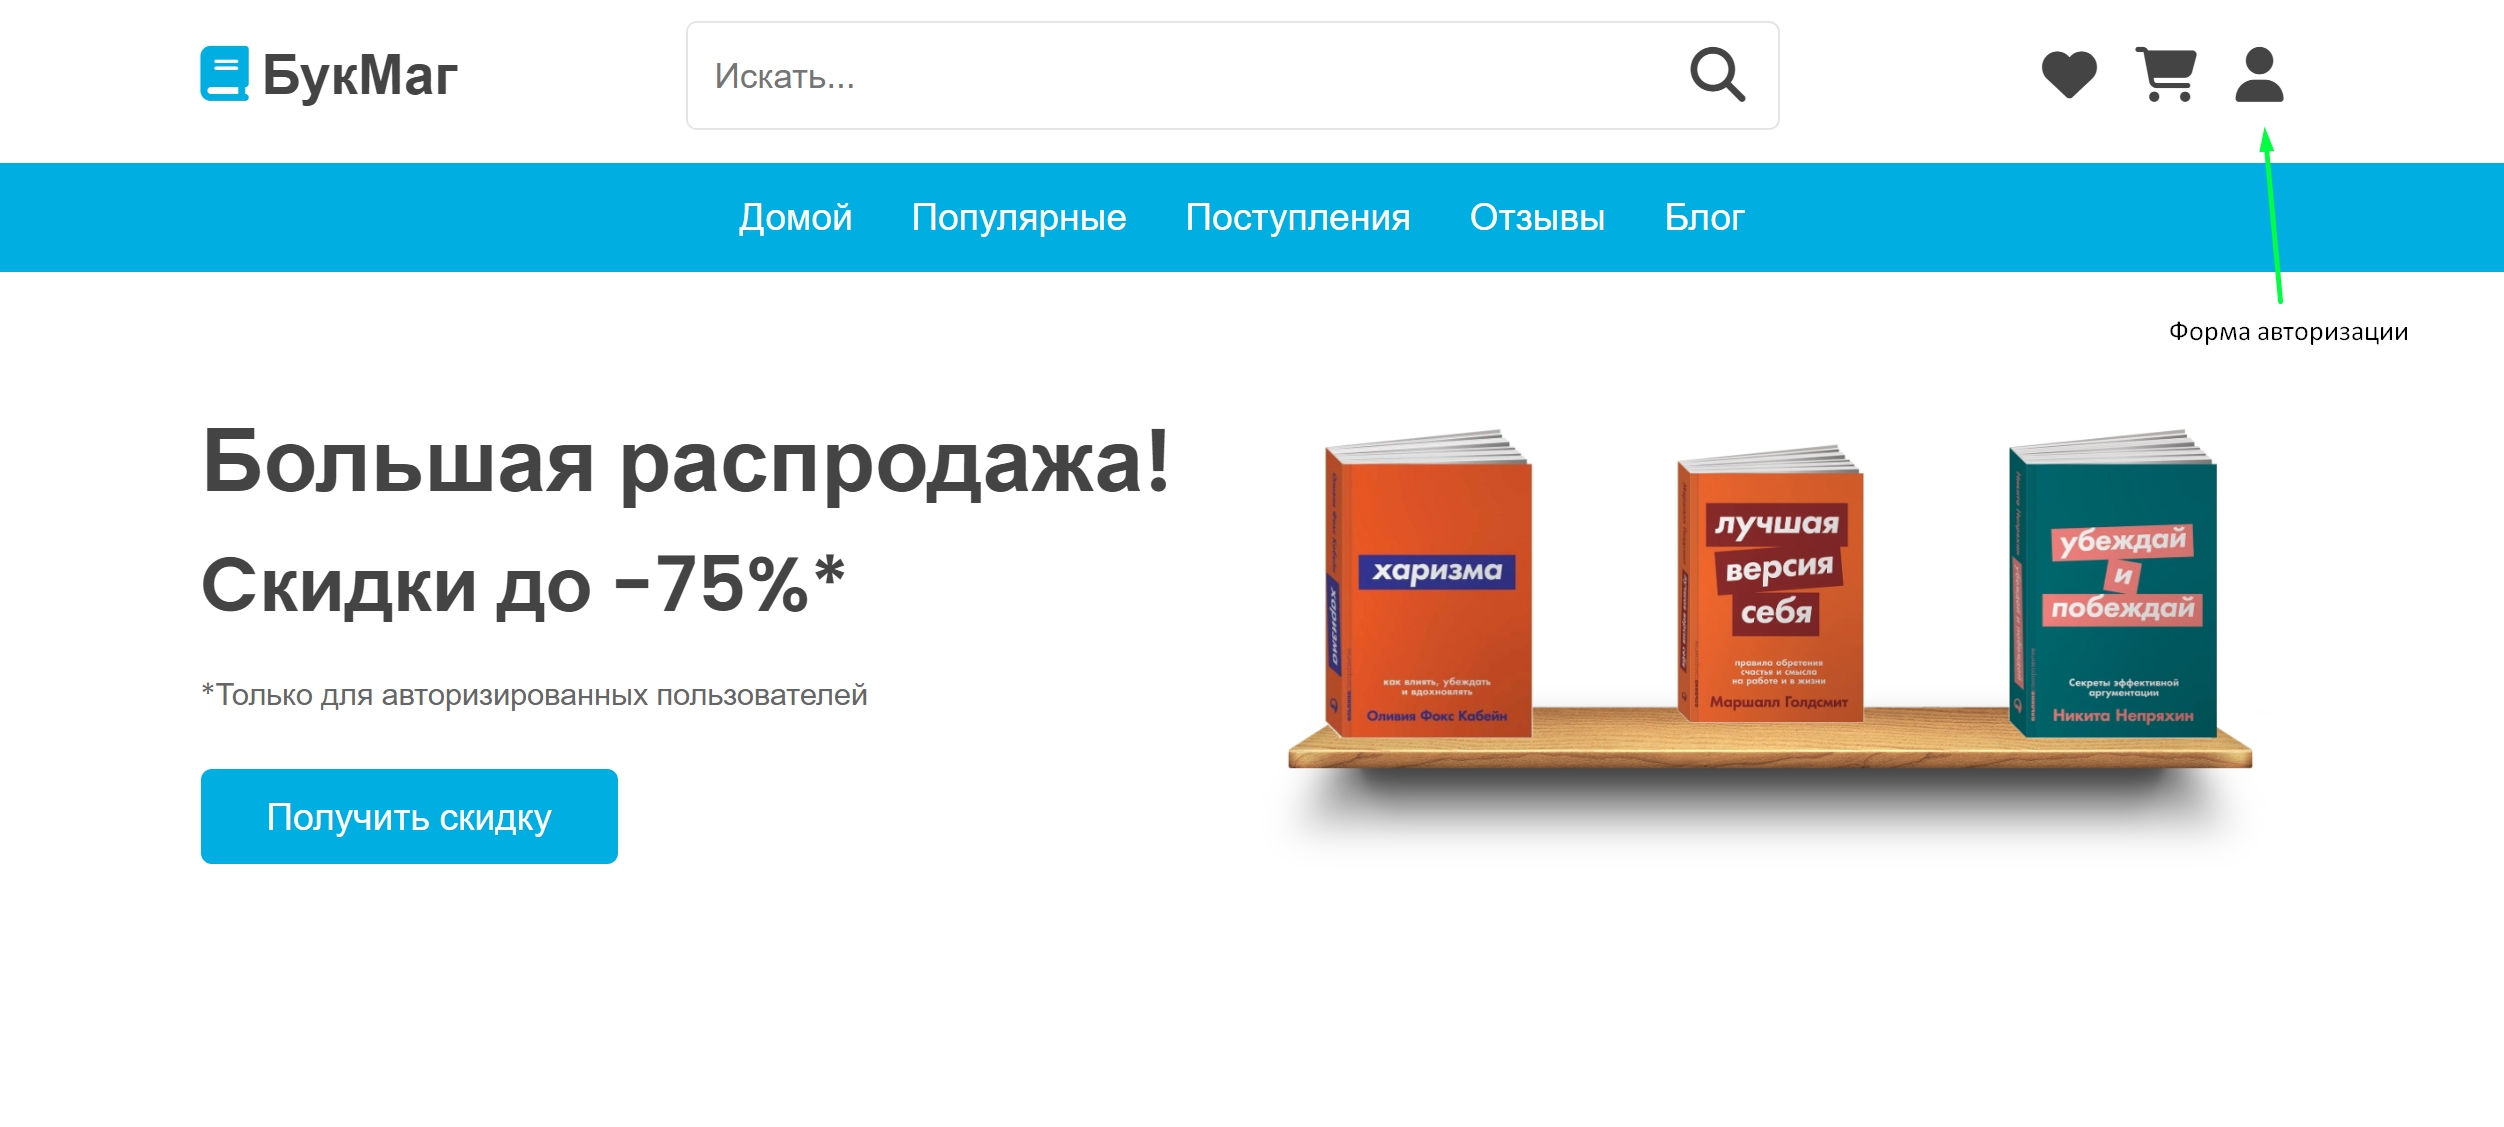 БукМаг
Искать...
Домой Популярные Поступления Отзывы Блог
Форма авторизации
Большая распродажа!
Скидки до -75%*
*Только для авторизированных пользователей
Получить скидку
харизма
как влиять, убеждать
и вдохновлять
Оливия Фокс Кабейн
харизма
лучшая
версия
себя
правила обретения
счастья и смысла
на работе и в жизни
Маршалл Голдсмит
убеждай
и
побеждай
Секреты эффективной
аргументации
Никита Непряхин